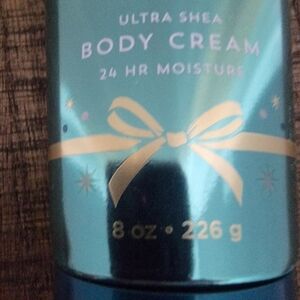 ULTRA SHEA
BODY CREAM
24 HR MOISTURE
8 oz • 226 g